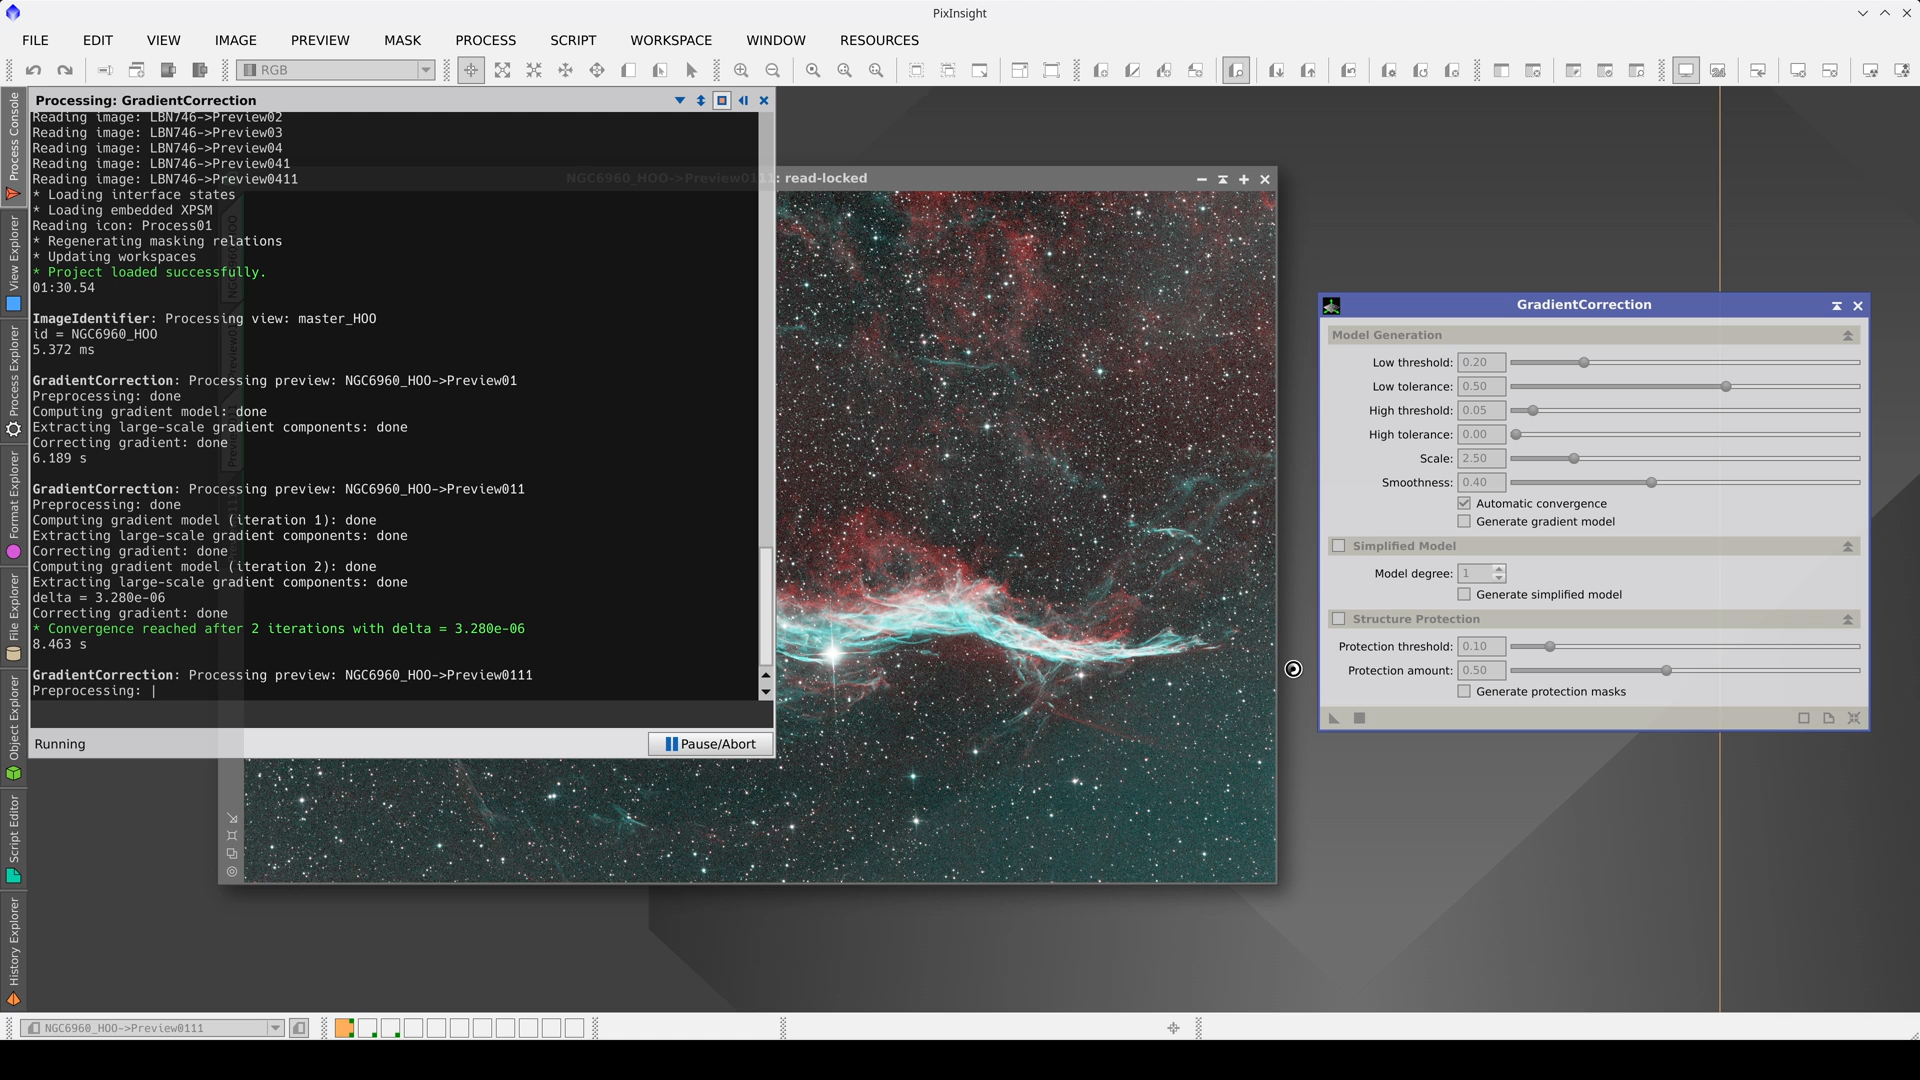 PixInsight
FILE EDIT VIEW IMAGE PREVIEW MASK PROCESS SCRIPT WORKSPACE WINDOW RESOURCES
RGB
Processing: GradientCorrection
Reading image: LBN746->Preview02
Reading image: LBN746->Preview03
Reading image: LBN746->Preview04
Reading image: LBN746->Preview041
Reading image: LBN746->Preview0411
* Loading interface states
* Loading embedded XPSM
Reading icon: Process01
* Regenerating masking relations
* Updating workspaces
* Project loaded successfully.
01:30.54
ImageIdentifier: Processing view: master_HOO
id = NGC6960_HOO
5.372 ms
GradientCorrection: Processing preview: NGC6960_HOO->Preview01
Preprocessing: done
Computing gradient model: done
Extracting large-scale gradient components: done
Correcting gradient: done
6.189 s
GradientCorrection: Processing preview: NGC6960_HOO->Preview011
Preprocessing: done
Computing gradient model (iteration 1): done
Extracting large-scale gradient components: done
Correcting gradient: done
Computing gradient model (iteration 2): done
Extracting large-scale gradient components: done
delta = 3.280e-06
Correcting gradient: done
* Convergence reached after 2 iterations with delta = 3.280e-06
8.463 s
GradientCorrection: Processing preview: NGC6960_HOO->Preview0111
Preprocessing: |
Running
Pause/Abort
Process Console
View Explorer
Process Explorer
Format Explorer
File Explorer
Object Explorer
Script Editor
History Explorer
NGC6960_HOO->Preview0111: read-locked
NGC6960_HOO
GradientCorrection
Model Generation
Low threshold: 0.20
Low tolerance: 0.50
High threshold: 0.05
High tolerance: 0.00
Scale: 2.50
Smoothness: 0.40
Automatic convergence
Generate gradient model
Simplified Model
Model degree: 1
Generate simplified model
Structure Protection
Protection threshold: 0.10
Protection amount: 0.50
Generate protection masks
NGC6960_HOO->Preview0111